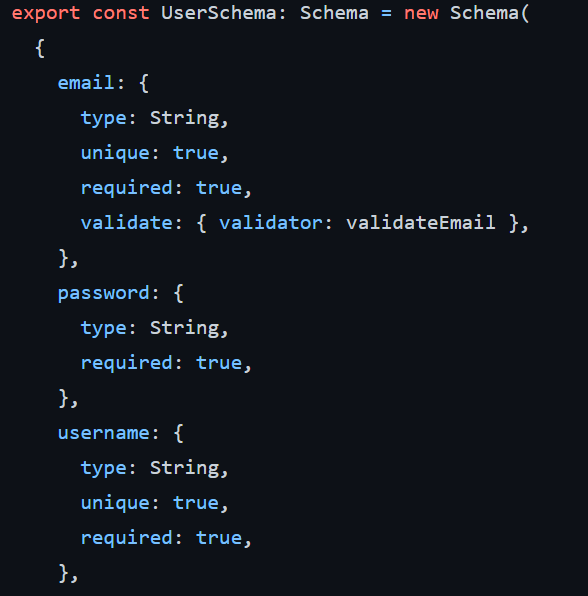 export const UserSchema: Schema = new Schema(
  {
    email: {
      type: String,
      unique: true,
      required: true,
      validate: { validator: validateEmail },
    },
    password: {
      type: String,
      required: true,
    },
    username: {
      type: String,
      unique: true,
      required: true,
    },